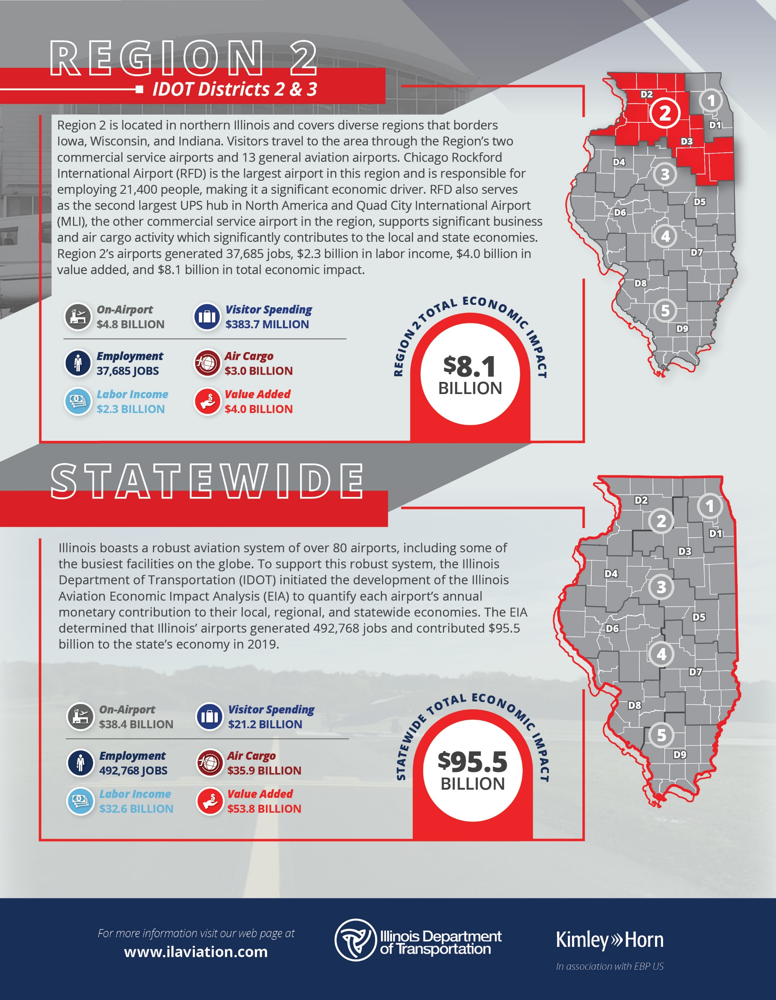 REGION 2
IDOT Districts 2 & 3
Region 2 is located in northern Illinois and covers diverse regions that borders
Iowa, Wisconsin, and Indiana. Visitors travel to the area through the Region’s two
commercial service airports and 13 general aviation airports. Chicago Rockford
International Airport (RFD) is the largest airport in this region and is responsible for
employing 21,400 people, making it a significant economic driver. RFD also serves
as the second largest UPS hub in North America and Quad City International Airport
(MLI), the other commercial service airport in the region, supports significant business
and air cargo activity which significantly contributes to the local and state economies.
Region 2’s airports generated 37,685 jobs, $2.3 billion in labor income, $4.0 billion in
value added, and $8.1 billion in total economic impact.
On-Airport
$4.8 BILLION
Visitor Spending
$383.7 MILLION
Employment
37,685 JOBS
Air Cargo
$3.0 BILLION
Labor Income
$2.3 BILLION
Value Added
$4.0 BILLION
REGION 2 TOTAL ECONOMIC IMPACT
$8.1
BILLION
D2
1
2
D1
D3
D4
3
D5
D6
4
D7
D8
5
D9
STATEWIDE
Illinois boasts a robust aviation system of over 80 airports, including some of
the busiest facilities on the globe. To support this robust system, the Illinois
Department of Transportation (IDOT) initiated the development of the Illinois
Aviation Economic Impact Analysis (EIA) to quantify each airport’s annual
monetary contribution to their local, regional, and statewide economies. The EIA
determined that Illinois’ airports generated 492,768 jobs and contributed $95.5
billion to the state’s economy in 2019.
On-Airport
$38.4 BILLION
Visitor Spending
$21.2 BILLION
Employment
492,768 JOBS
Air Cargo
$35.9 BILLION
Labor Income
$32.6 BILLION
Value Added
$53.8 BILLION
STATEWIDE TOTAL ECONOMIC IMPACT
$95.5
BILLION
D2
1
2
D1
D3
D4
3
D5
D6
4
D7
D8
5
D9
For more information visit our web page at
www.ilaviation.com
Illinois Department
of Transportation
Kimley»Horn
In association with EBP US